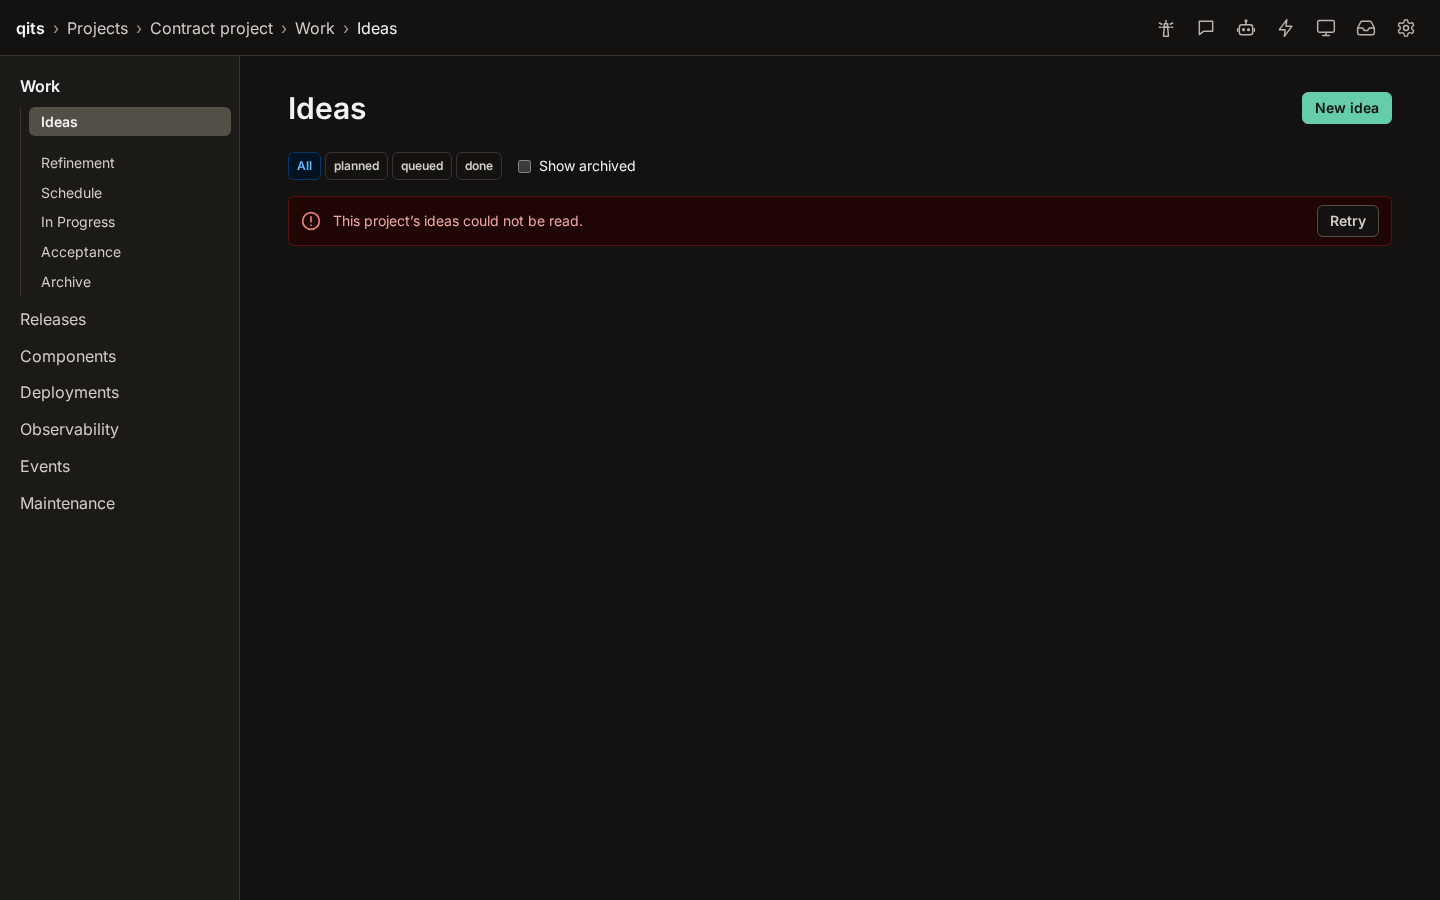 qits › Projects › Contract project › Work › Ideas
Work
Ideas
Refinement
Schedule
In Progress
Acceptance
Archive
Releases
Components
Deployments
Observability
Events
Maintenance
Ideas
New idea
All planned queued done Show archived
This project’s ideas could not be read.
Retry